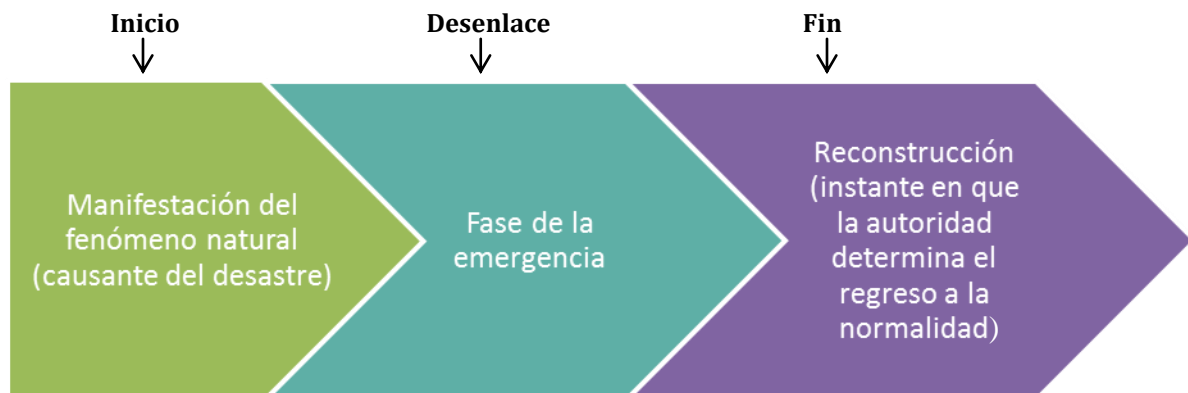 Inicio
Desenlace
Fin
Manifestación del
fenómeno natural
(causante del desastre)
Fase de la
emergencia
Reconstrucción
(instante en que
la autoridad
determina el
regreso a la
normalidad)